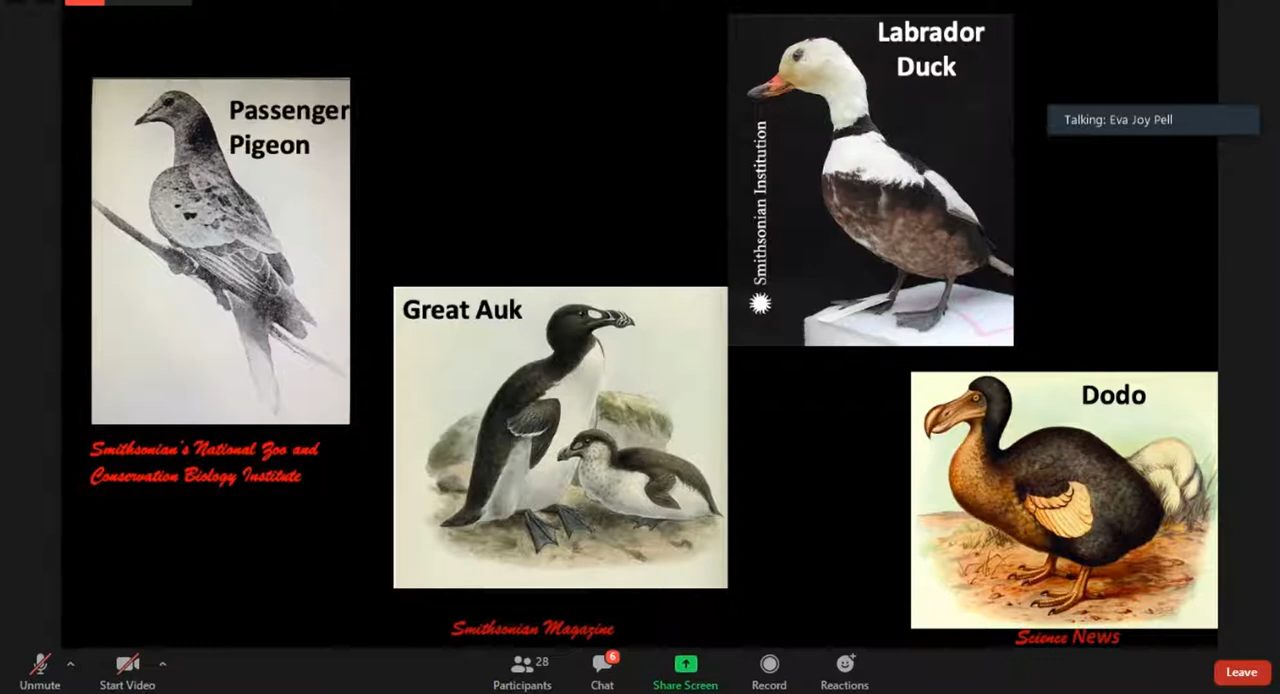 Passenger
Pigeon
Smithsonian's National Zoo and
Conservation Biology Institute
Great Auk
Smithsonian Magazine
Labrador
Duck
Smithsonian Institution
Talking: Eva Joy Pell
Dodo
Science News
Unmute
Start Video
28
Participants
6
Chat
Share Screen
Record
Reactions
Leave